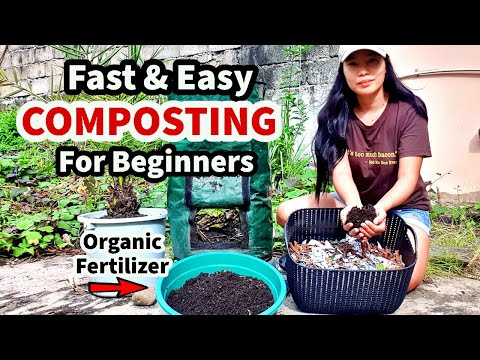 Fast & Easy
COMPOSTING
For Beginners
Organic
Fertilizer